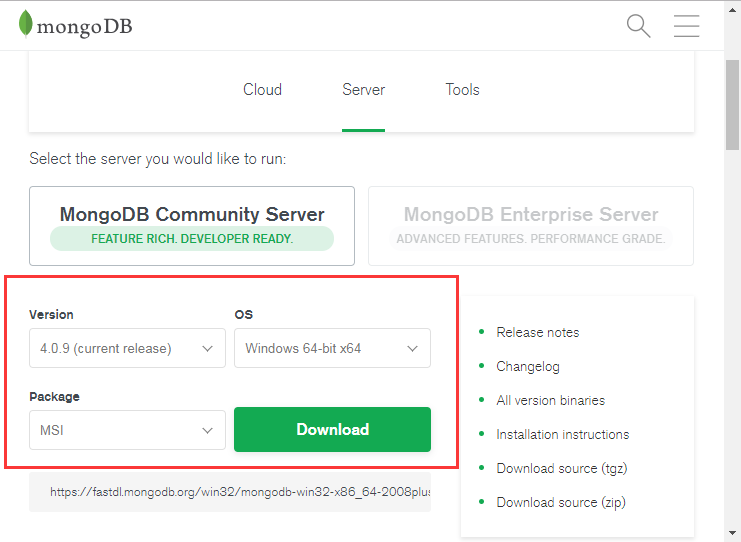 mongoDB
Cloud Server Tools
Select the server you would like to run:
MongoDB Community Server
FEATURE RICH. DEVELOPER READY.
MongoDB Enterprise Server
ADVANCED FEATURES. PERFORMANCE GRADE.
Version
4.0.9 (current release)
OS
Windows 64-bit x64
Package
MSI
Download
https://fastdl.mongodb.org/win32/mongodb-win32-x86_64-2008plus
Release notes
Changelog
All version binaries
Installation instructions
Download source (tgz)
Download source (zip)